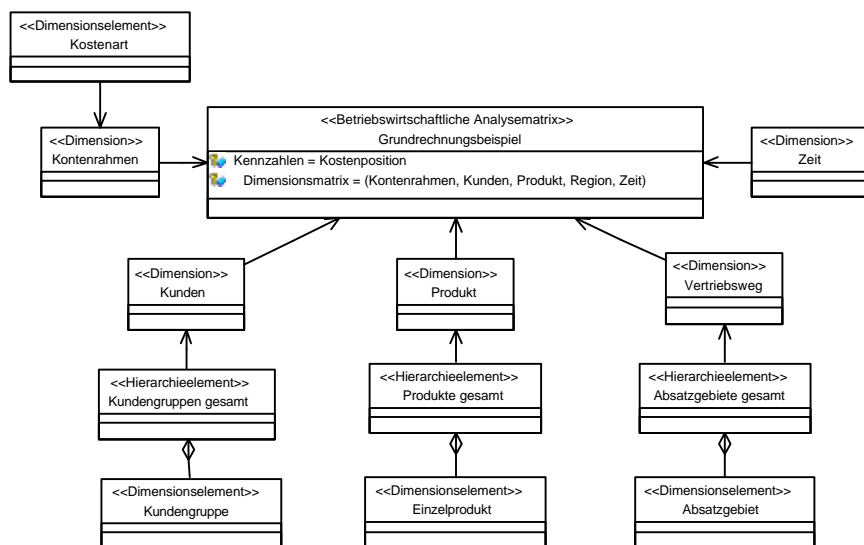 <<Dimensionselement>>
Kostenart
<<Betriebswirtschaftliche Analysematrix>>
Grundrechnungsbeispiel
Kennzahlen = Kostenposition
Dimensionsmatrix = (Kontenrahmen, Kunden, Produkt, Region, Zeit)
<<Dimension>>
Kontenrahmen
<<Dimension>>
Zeit
<<Dimension>>
Kunden
<<Dimension>>
Produkt
<<Dimension>>
Vertriebsweg
<<Hierarchieelement>>
Kundengruppen gesamt
<<Hierarchieelement>>
Produkte gesamt
<<Hierarchieelement>>
Absatzgebiete gesamt
<<Dimensionselement>>
Kundengruppe
<<Dimensionselement>>
Einzelprodukt
<<Dimensionselement>>
Absatzgebiet